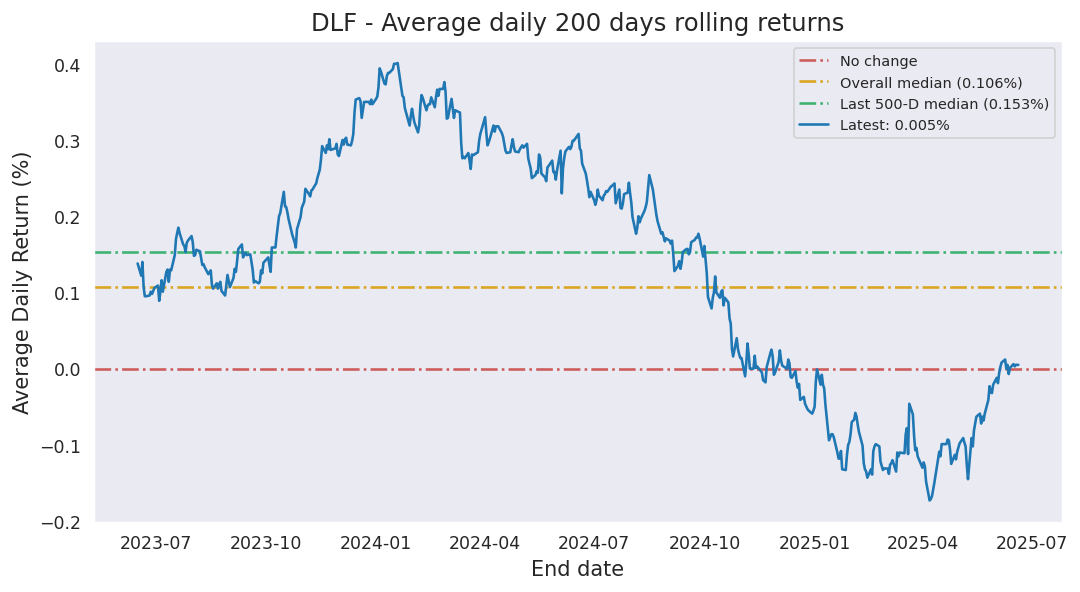 DLF - Average daily 200 days rolling returns
No change
Overall median (0.106%)
Last 500-D median (0.153%)
Latest: 0.005%
Average Daily Return (%)
0.4
0.3
0.2
0.1
0.0
−0.1
−0.2
2023-07 2023-10 2024-01 2024-04 2024-07 2024-10 2025-01 2025-04 2025-07
End date